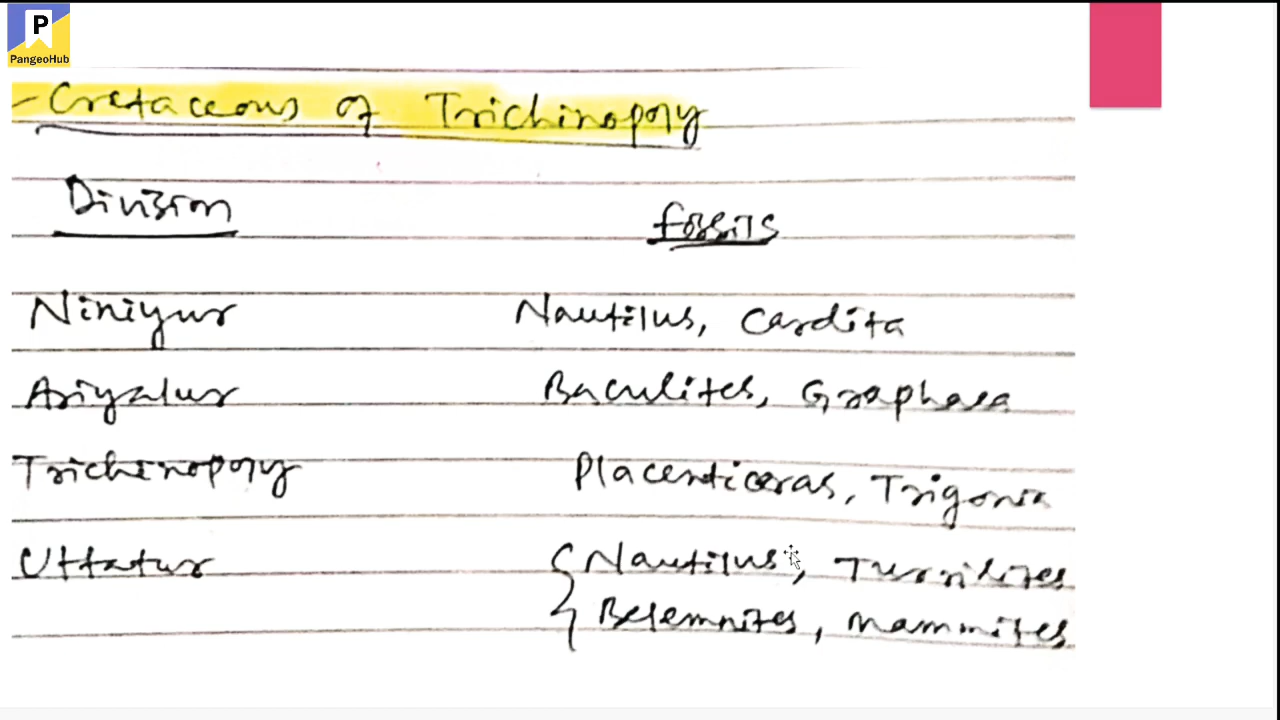 P
PangeoHub
- Cretaceous of Trichinopoly
Division fossils
Niniyur Nautilus, Cardita
Ariyalur Baculites, Graphaea
Trichinopoly Placenticeras, Trigonia
Uttatur Nautilus, Turrilites
Belemnites, Mammites